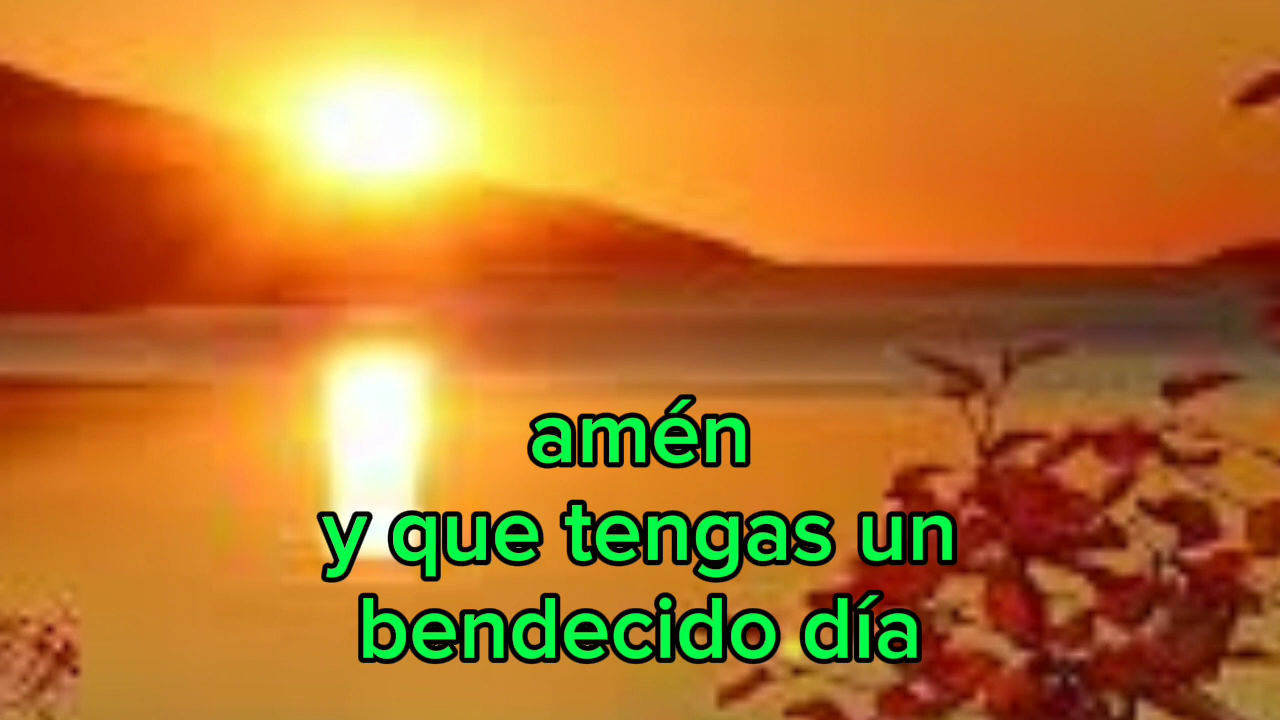 amén
y que tengas un
bendecido día